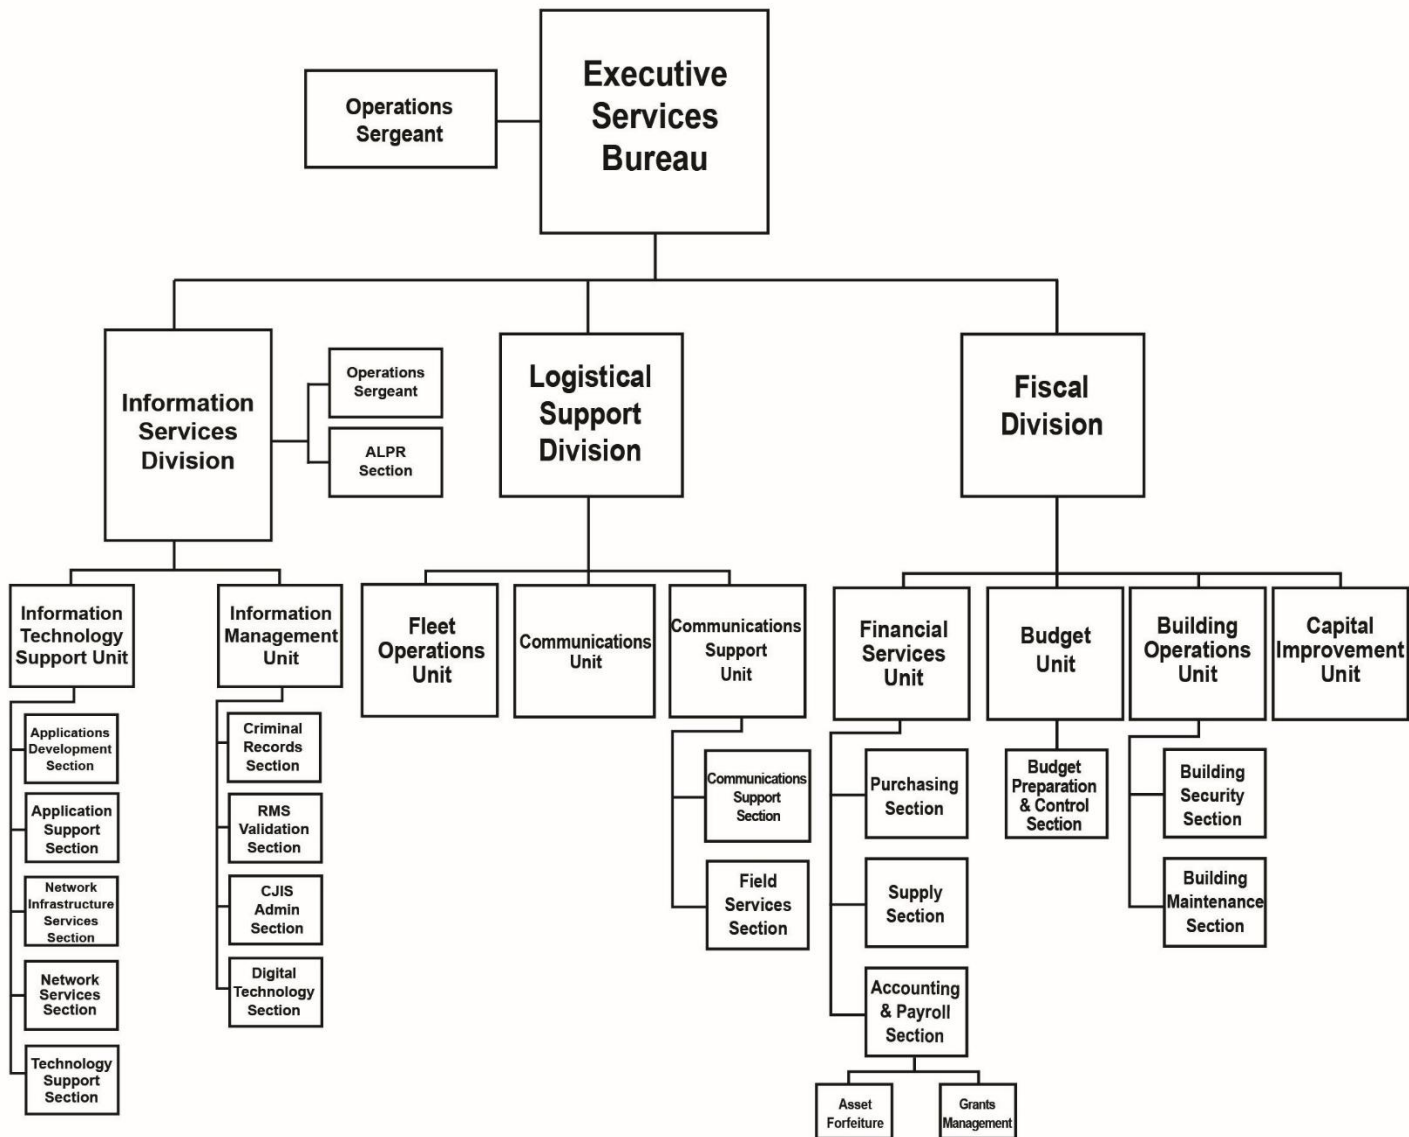 Executive
Services
Bureau
Operations
Sergeant
Information
Services
Division
Operations
Sergeant
ALPR
Section
Logistical
Support
Division
Fiscal
Division
Information
Technology
Support Unit
Information
Management
Unit
Fleet
Operations
Unit
Communications
Unit
Communications
Support
Unit
Financial
Services
Unit
Budget
Unit
Building
Operations
Unit
Capital
Improvement
Unit
Applications
Development
Section
Application
Support
Section
Network
Infrastructure
Services
Section
Network
Services
Section
Technology
Support
Section
Criminal
Records
Section
RMS
Validation
Section
CJIS
Admin
Section
Digital
Technology
Section
Communications
Support
Section
Field
Services
Section
Purchasing
Section
Supply
Section
Accounting
& Payroll
Section
Asset
Forfeiture
Grants
Management
Budget
Preparation
& Control
Section
Building
Security
Section
Building
Maintenance
Section